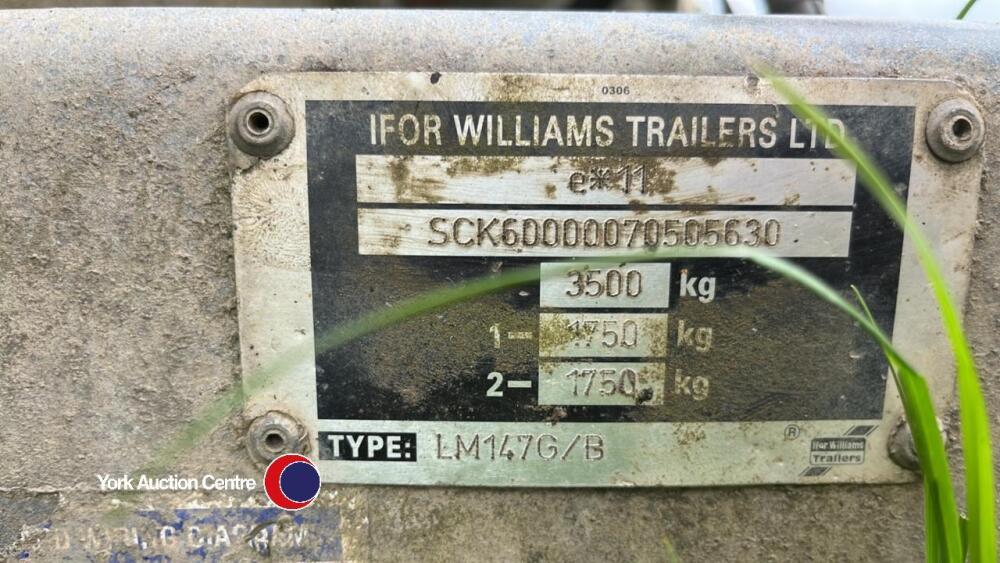 0306
IFOR WILLIAMS TRAILERS LTD
e*11
SCK60000070505630
3500 kg
1- 1750 kg
2- 1750 kg
TYPE: LM147G/B
®
Ifor Williams
Trailers
York Auction Centre